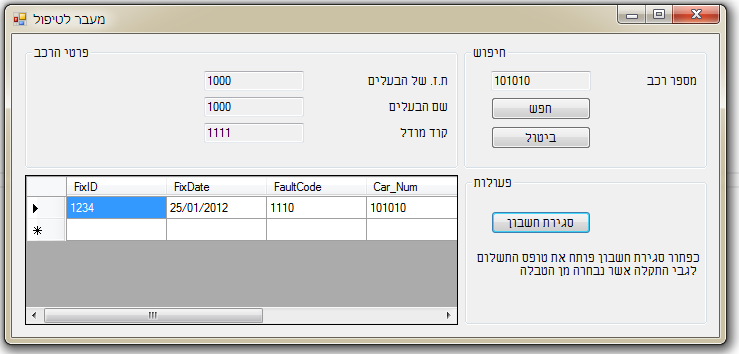 מעבר לטיפול
חיפוש
מספר רכב 101010
חפש
ביטול
פרטי הרכב
ת.ז. של הבעלים 1000
שם הבעלים 1000
קוד מודל 1111
FixID FixDate FaultCode Car_Num
1234 25/01/2012 1110 101010
פעולות
סגירת חשבון
כפתור סגירת חשבון פותח את טופס התשלום
לגבי התקלה אשר נבחרה מן הטבלה